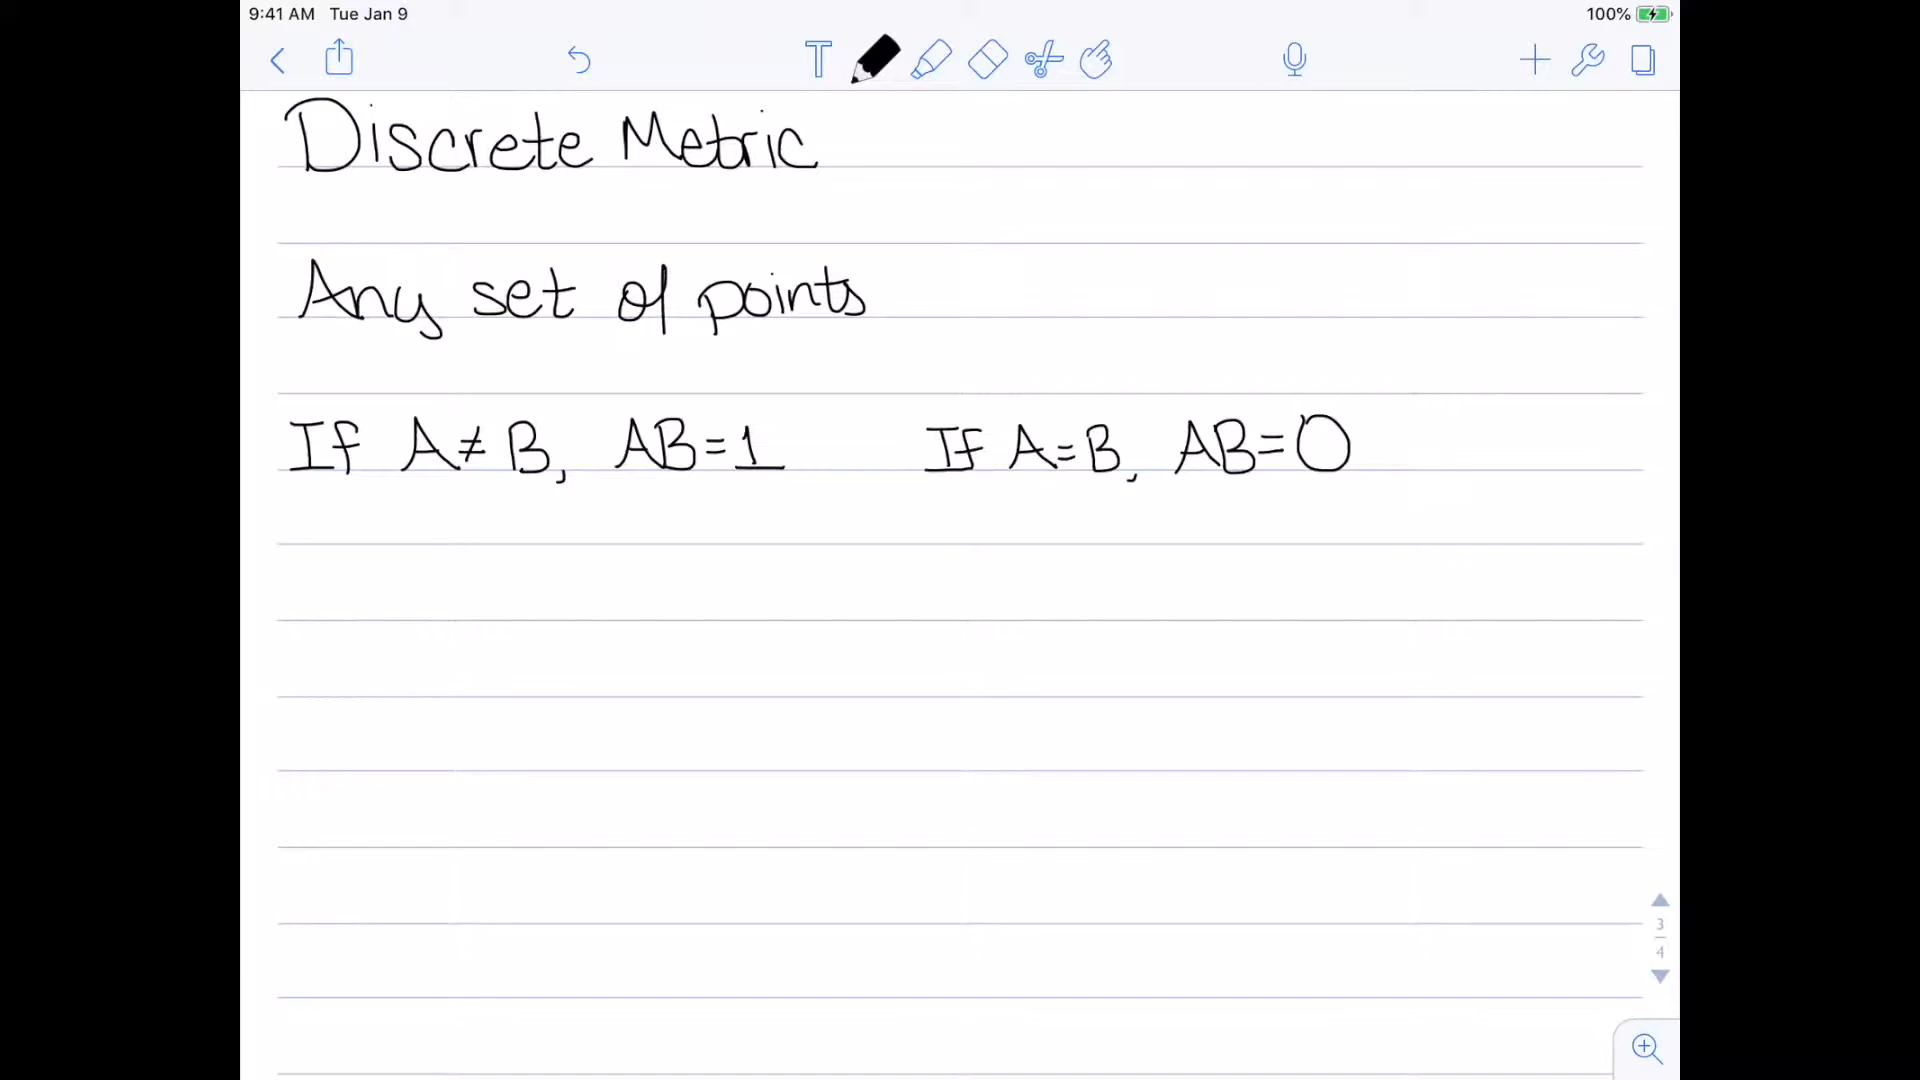 9:41 AM Tue Jan 9 100%
Discrete Metric
Any set of points
If A≠B, AB=1 If A=B, AB=0
3
4